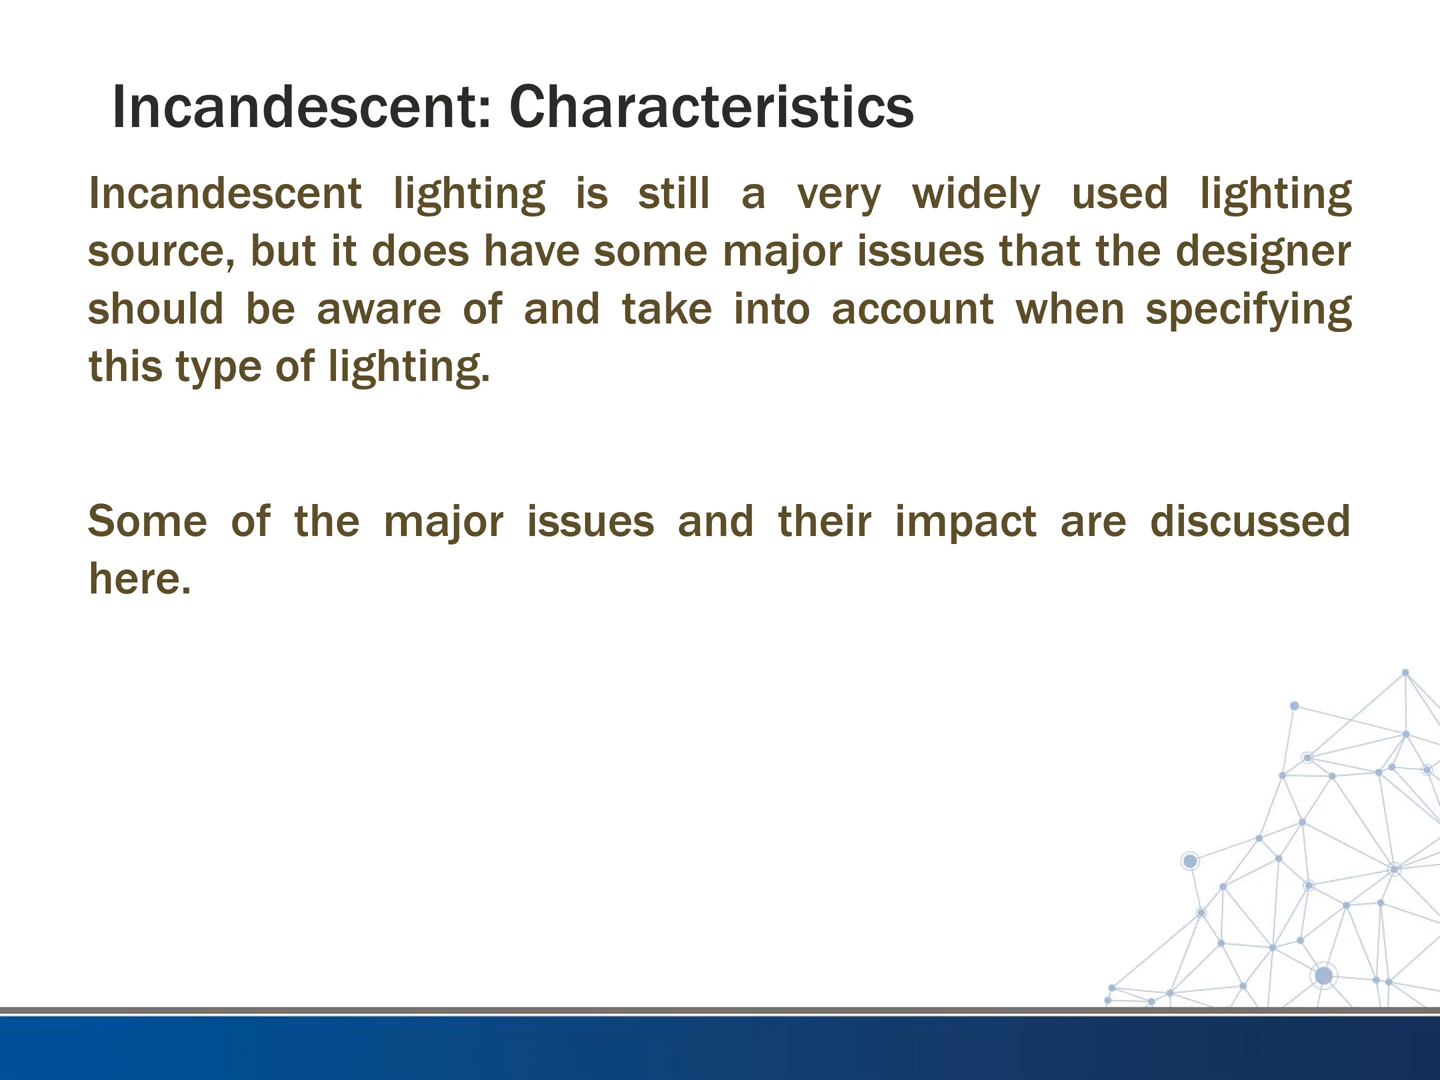 Incandescent: Characteristics
Incandescent lighting is still a very widely used lighting
source, but it does have some major issues that the designer
should be aware of and take into account when specifying
this type of lighting.
Some of the major issues and their impact are discussed
here.